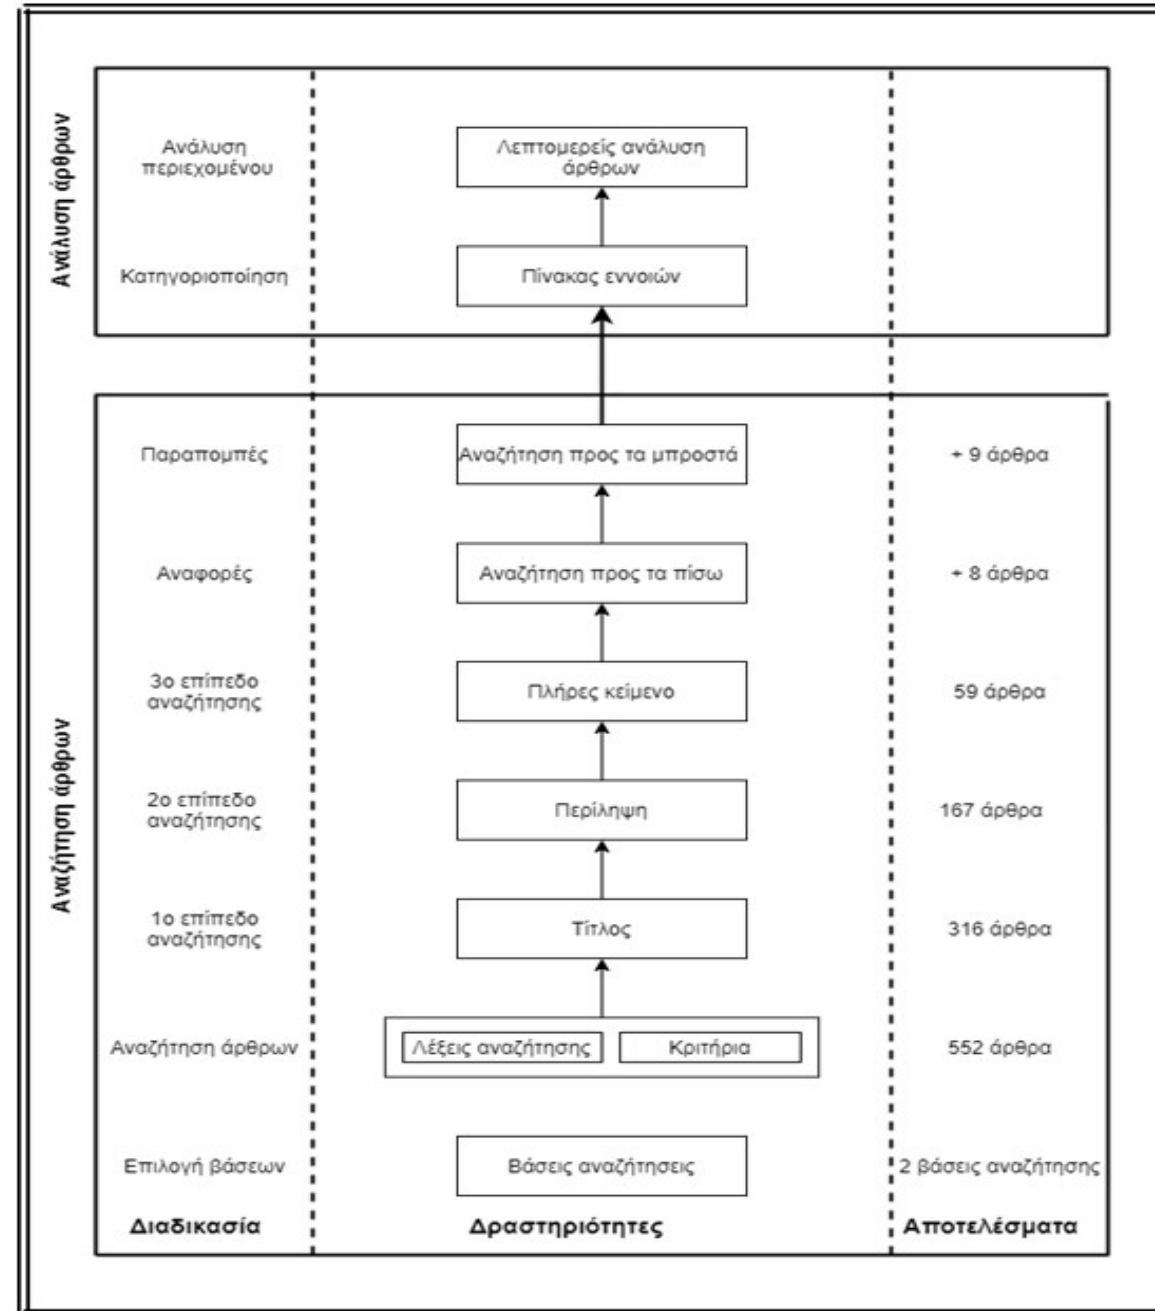 Ανάλυση άρθρων
Ανάλυση
περιεχομένου
Λεπτομερείς ανάλυση
άρθρων
Κατηγοριοποίηση
Πίνακας εννοιών
Αναζήτηση άρθρων
Παραπομπές
Αναζήτηση προς τα μπροστά
+ 9 άρθρα
Αναφορές
Αναζήτηση προς τα πίσω
+ 8 άρθρα
3ο επίπεδο
αναζήτησης
Πλήρες κείμενο
59 άρθρα
2ο επίπεδο
αναζήτησης
Περίληψη
167 άρθρα
1ο επίπεδο
αναζήτησης
Τίτλος
316 άρθρα
Αναζήτηση άρθρων
Λέξεις αναζήτησης
Κριτήρια
552 άρθρα
Επιλογή βάσεων
Βάσεις αναζήτησεις
2 βάσεις αναζήτησης
Διαδικασία
Δραστηριότητες
Αποτελέσματα